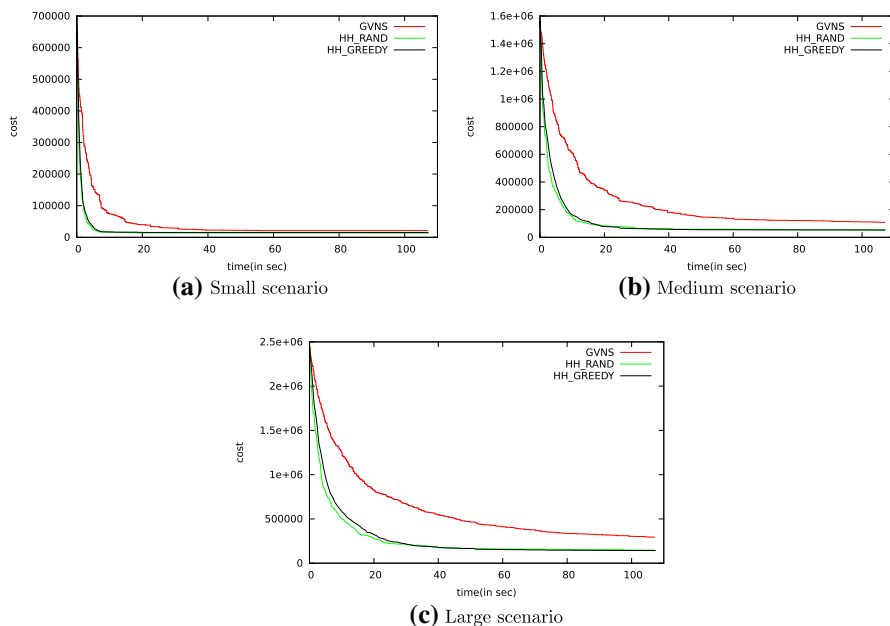 700000
600000
500000
400000
300000
200000
100000
0
cost
0 20 40 60 80 100
time(in sec)
GVNS
HH_RAND
HH_GREEDY
(a) Small scenario
1.6e+06
1.4e+06
1.2e+06
1e+06
800000
600000
400000
200000
0
cost
0 20 40 60 80 100
time(in sec)
GVNS
HH_RAND
HH_GREEDY
(b) Medium scenario
2.5e+06
2e+06
1.5e+06
1e+06
500000
0
cost
0 20 40 60 80 100
time(in sec)
GVNS
HH_RAND
HH_GREEDY
(c) Large scenario